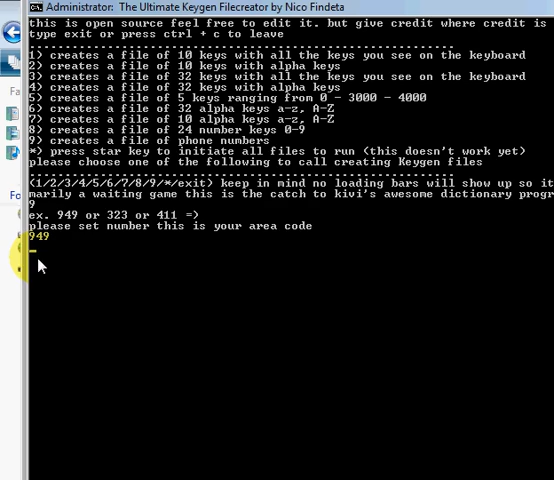 Administrator: The Ultimate Keygen Filecreator by Nico Findeta
this is open source feel free to edit it. but give credit where credit is
type exit or press ctrl + c to leave
1) creates a file of 10 keys with all the keys you see on the keyboard
2) creates a file of 10 keys with alpha keys
3) creates a file of 32 keys with all the keys you see on the keyboard
4) creates a file of 32 keys with alpha keys
5) creates a file of 5 keys ranging from 0 - 3000 - 4000
6) creates a file of 32 alpha keys a-z, A-Z
7) creates a file of 10 alpha keys a-z, A-Z
8) creates a file of 24 number keys 0-9
9) creates a file of phone numbers
*) press star key to initiate all files to run (this doesn't work yet)
please choose one of the following to call creating Keygen files
(1/2/3/4/5/6/7/8/9/*/exit) keep in mind no loading bars will show up so it
marily a waiting game this is the catch to kivi's awesome dictionary progr
9
ex. 949 or 323 or 411 =)
please set number this is your area code
949
Fa
Fo